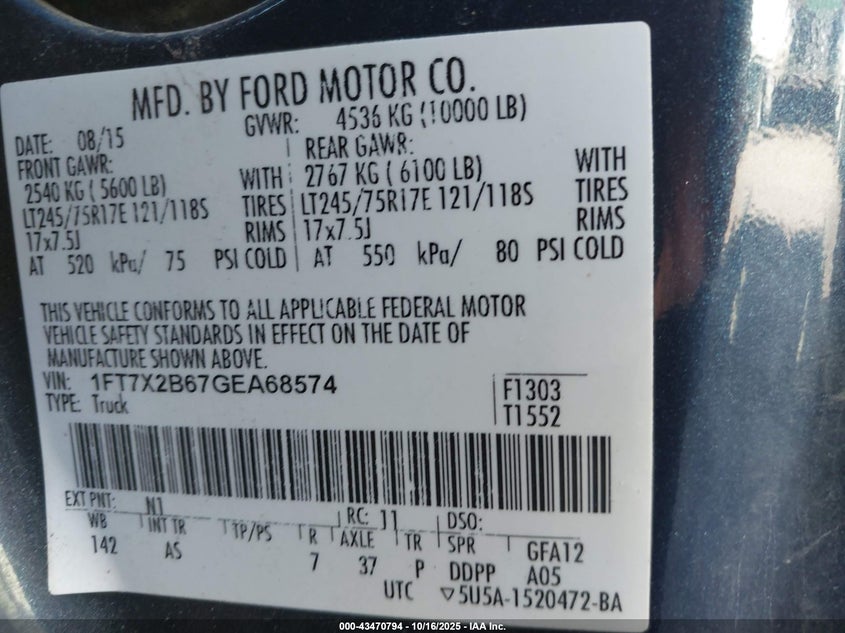 MFD. BY FORD MOTOR CO.
DATE: 08/15 GVWR: 4536 KG (10000 LB)
FRONT GAWR: REAR GAWR:
2540 KG ( 5600 LB) WITH 2767 KG ( 6100 LB) WITH
LT245/75R17E 121/118S TIRES LT245/75R17E 121/118S TIRES
17x7.5J RIMS 17x7.5J RIMS
AT 520 kPa/ 75 PSI COLD AT 550 kPa/ 80 PSI COLD
THIS VEHICLE CONFORMS TO ALL APPLICABLE FEDERAL MOTOR
VEHICLE SAFETY STANDARDS IN EFFECT ON THE DATE OF
MANUFACTURE SHOWN ABOVE.
VIN: 1FT7X2B67GEA68574 F1303
TYPE: Truck T1552
EXT PNT: N1 RC: 11 DSO:
WB INT TR TP/PS R AXLE TR SPR GFA12
142 AS 7 37 P DDPP A05
UTC ▽5U5A-1520472-BA
000-43470794 - 10/16/2025 - IAA Inc.